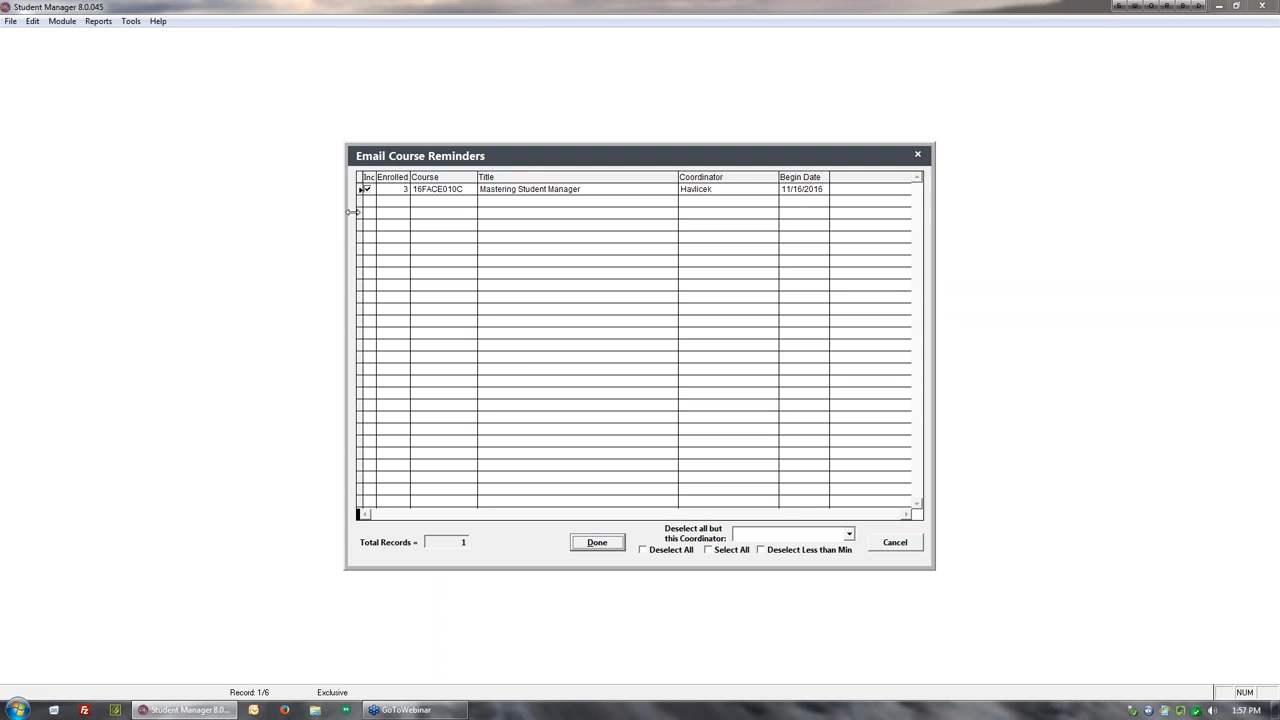 Student Manager 8.0.045
S U O R B D
File Edit Module Reports Tools Help
Email Course Reminders
Inc Enrolled Course Title Coordinator Begin Date
3 16FACE010C Mastering Student Manager Havlicek 11/16/2016
Deselect all but
this Coordinator:
Total Records = 1 Done Cancel
Deselect All Select All Deselect Less than Min
Record: 1/6 Exclusive NUM
Student Manager 8.0... GoToWebinar 1:57 PM